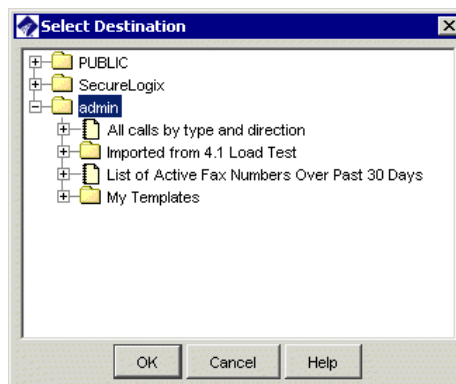 Select Destination
PUBLIC
SecureLogix
admin
All calls by type and direction
Imported from 4.1 Load Test
List of Active Fax Numbers Over Past 30 Days
My Templates
OK Cancel Help